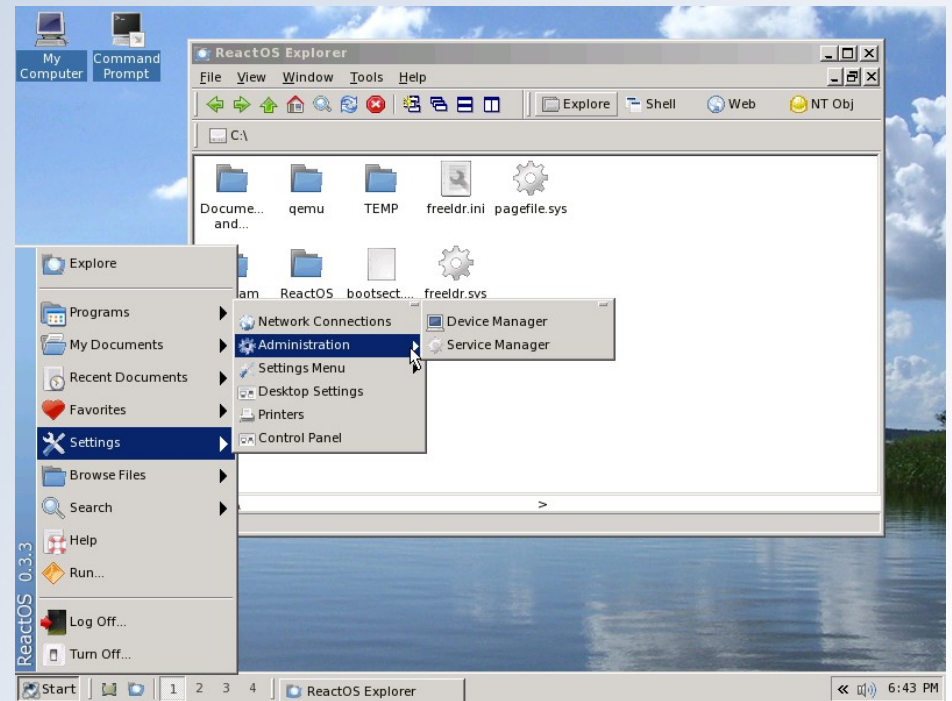 My
Computer
Command
Prompt
ReactOS Explorer
File View Window Tools Help
Explore Shell Web NT Obj
C:\
Docume...
and...
qemu
TEMP
freeldr.ini
pagefile.sys
ReactOS
bootsect....
freeldr.sys
>
Explore
Programs
My Documents
Recent Documents
Favorites
Settings
Browse Files
Search
Help
Run...
Log Off...
Turn Off...
ReactOS 0.3.3
Network Connections
Administration
Settings Menu
Desktop Settings
Printers
Control Panel
Device Manager
Service Manager
Start 1 2 3 4 ReactOS Explorer « 6:43 PM